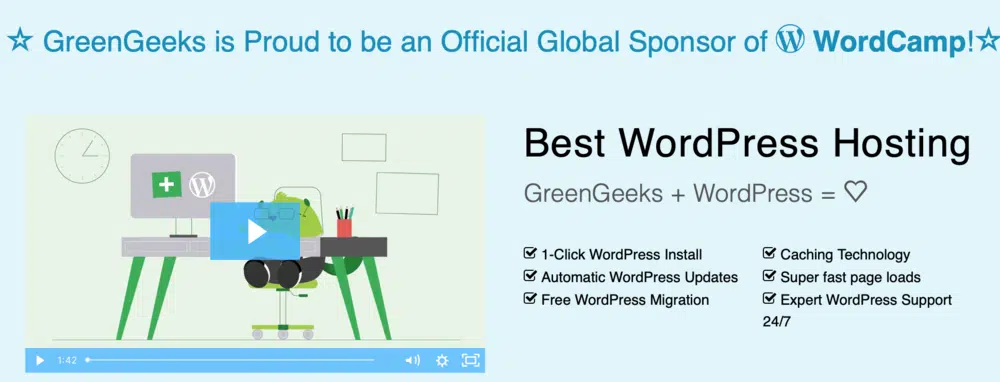 ☆ GreenGeeks is Proud to be an Official Global Sponsor of WordCamp!☆
Best WordPress Hosting
GreenGeeks + WordPress = ♡
1-Click WordPress Install
Automatic WordPress Updates
Free WordPress Migration
Caching Technology
Super fast page loads
Expert WordPress Support
24/7
1:42